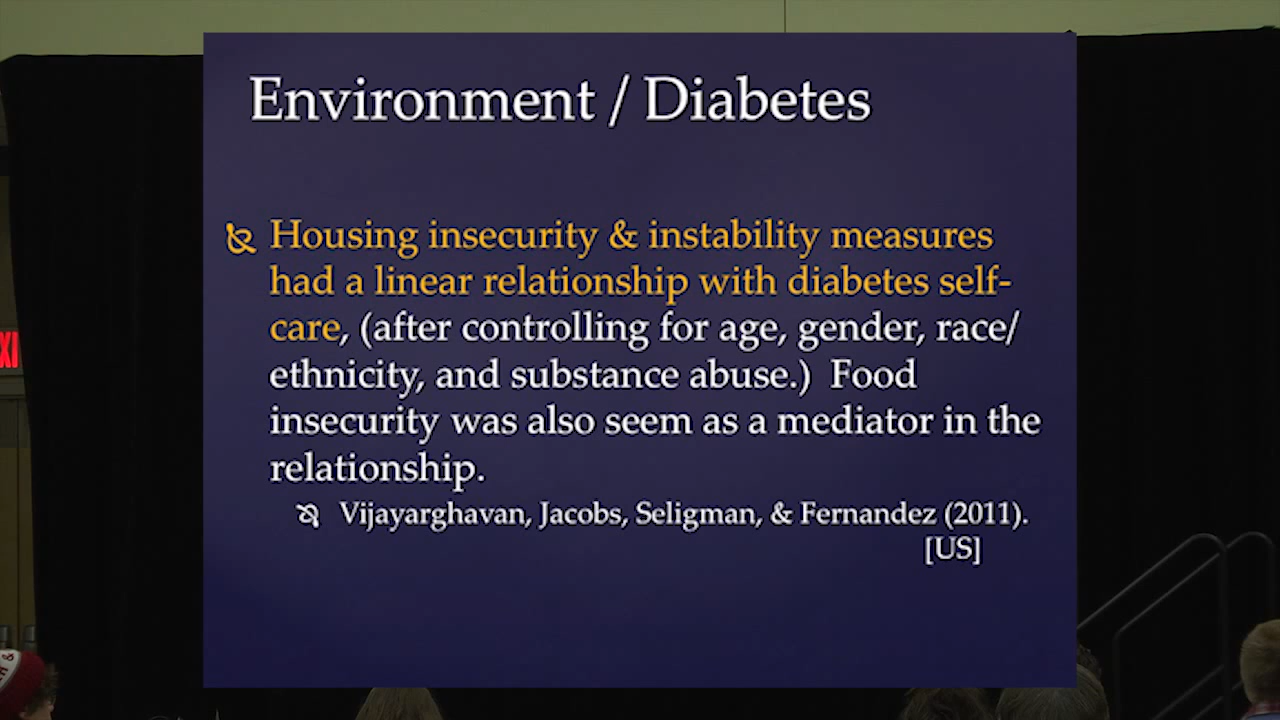 Environment / Diabetes
Housing insecurity & instability measures
had a linear relationship with diabetes self-
care, (after controlling for age, gender, race/
ethnicity, and substance abuse.)  Food
insecurity was also seem as a mediator in the
relationship.
Vijayarghavan, Jacobs, Seligman, & Fernandez (2011).
[US]
XI